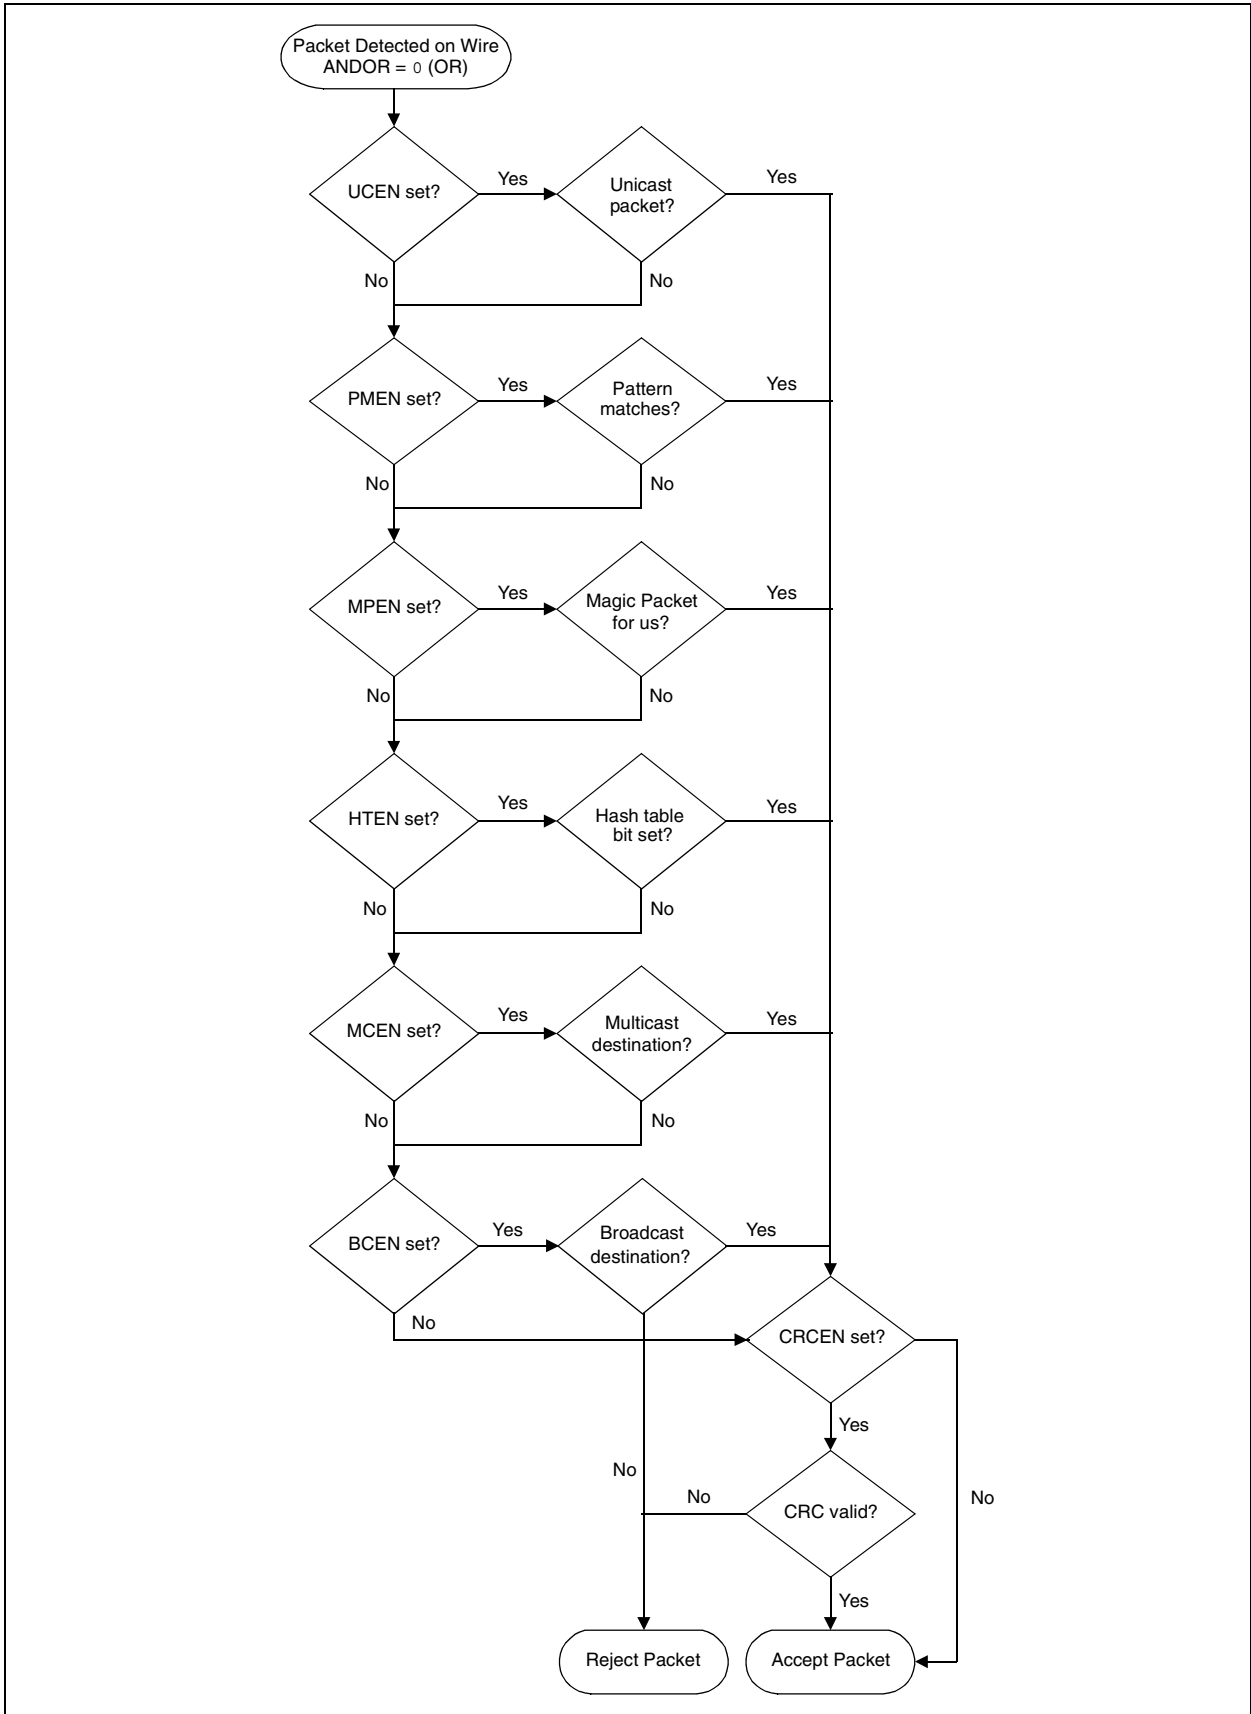 Packet Detected on Wire
ANDOR = 0 (OR)
UCEN set?
Yes
Unicast
packet?
Yes
No
No
PMEN set?
Yes
Pattern
matches?
Yes
No
No
MPEN set?
Yes
Magic Packet
for us?
Yes
No
No
HTEN set?
Yes
Hash table
bit set?
Yes
No
No
MCEN set?
Yes
Multicast
destination?
Yes
No
No
BCEN set?
Yes
Broadcast
destination?
Yes
No
CRCEN set?
Yes
No
No
No
CRC valid?
Yes
Reject Packet
Accept Packet